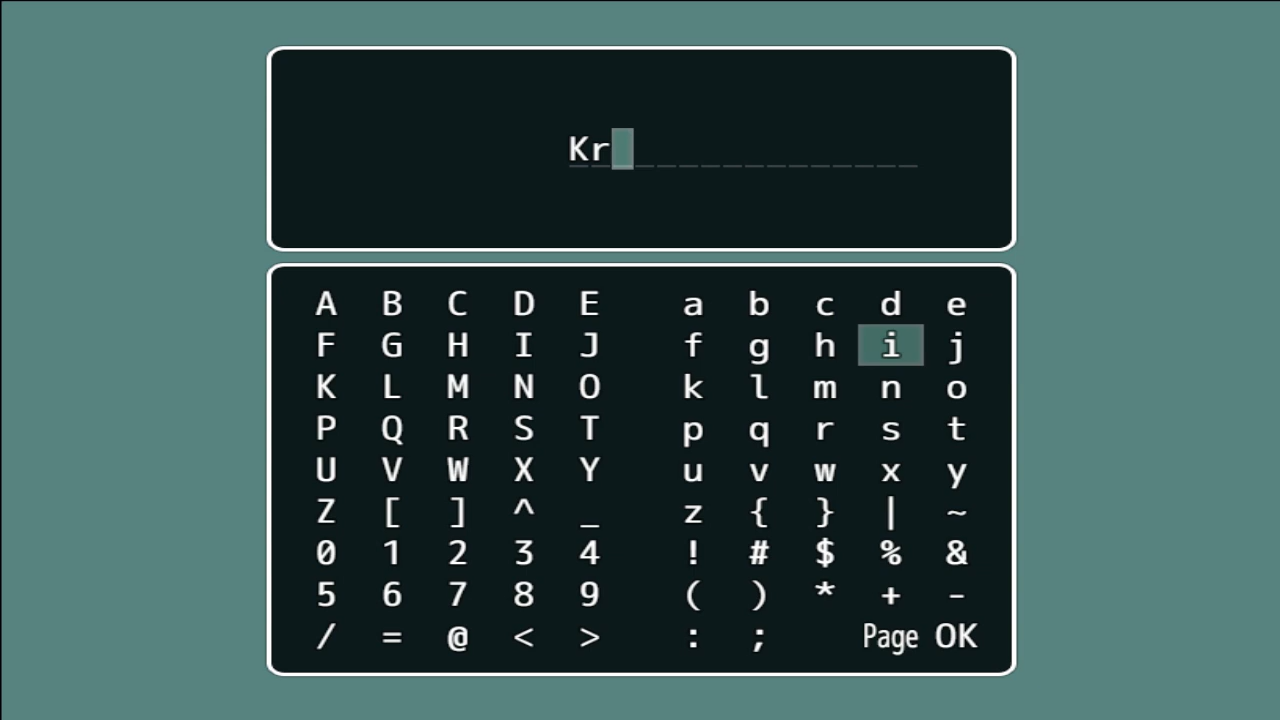 Kr
A B C D E a b c d e
F G H I J f g h i j
K L M N O k l m n o
P Q R S T p q r s t
U V W X Y u v w x y
Z [ ] ^ _ z { } | ~
0 1 2 3 4 ! # $ % &
5 6 7 8 9 ( ) * + -
/ = @ < > : ; Page OK